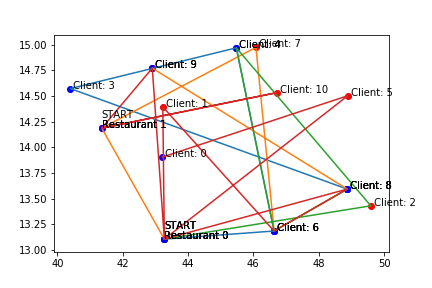 15.00
14.75
14.50
14.25
14.00
13.75
13.50
13.25
13.00
40
42
44
46
48
50
Client: 4
Client: 7
Client: 9
Client: 3
Client: 10
Client: 5
Client: 1
START
Restaurant 1
Client: 0
Client: 8
Client: 2
START
Restaurant 0
Client: 6